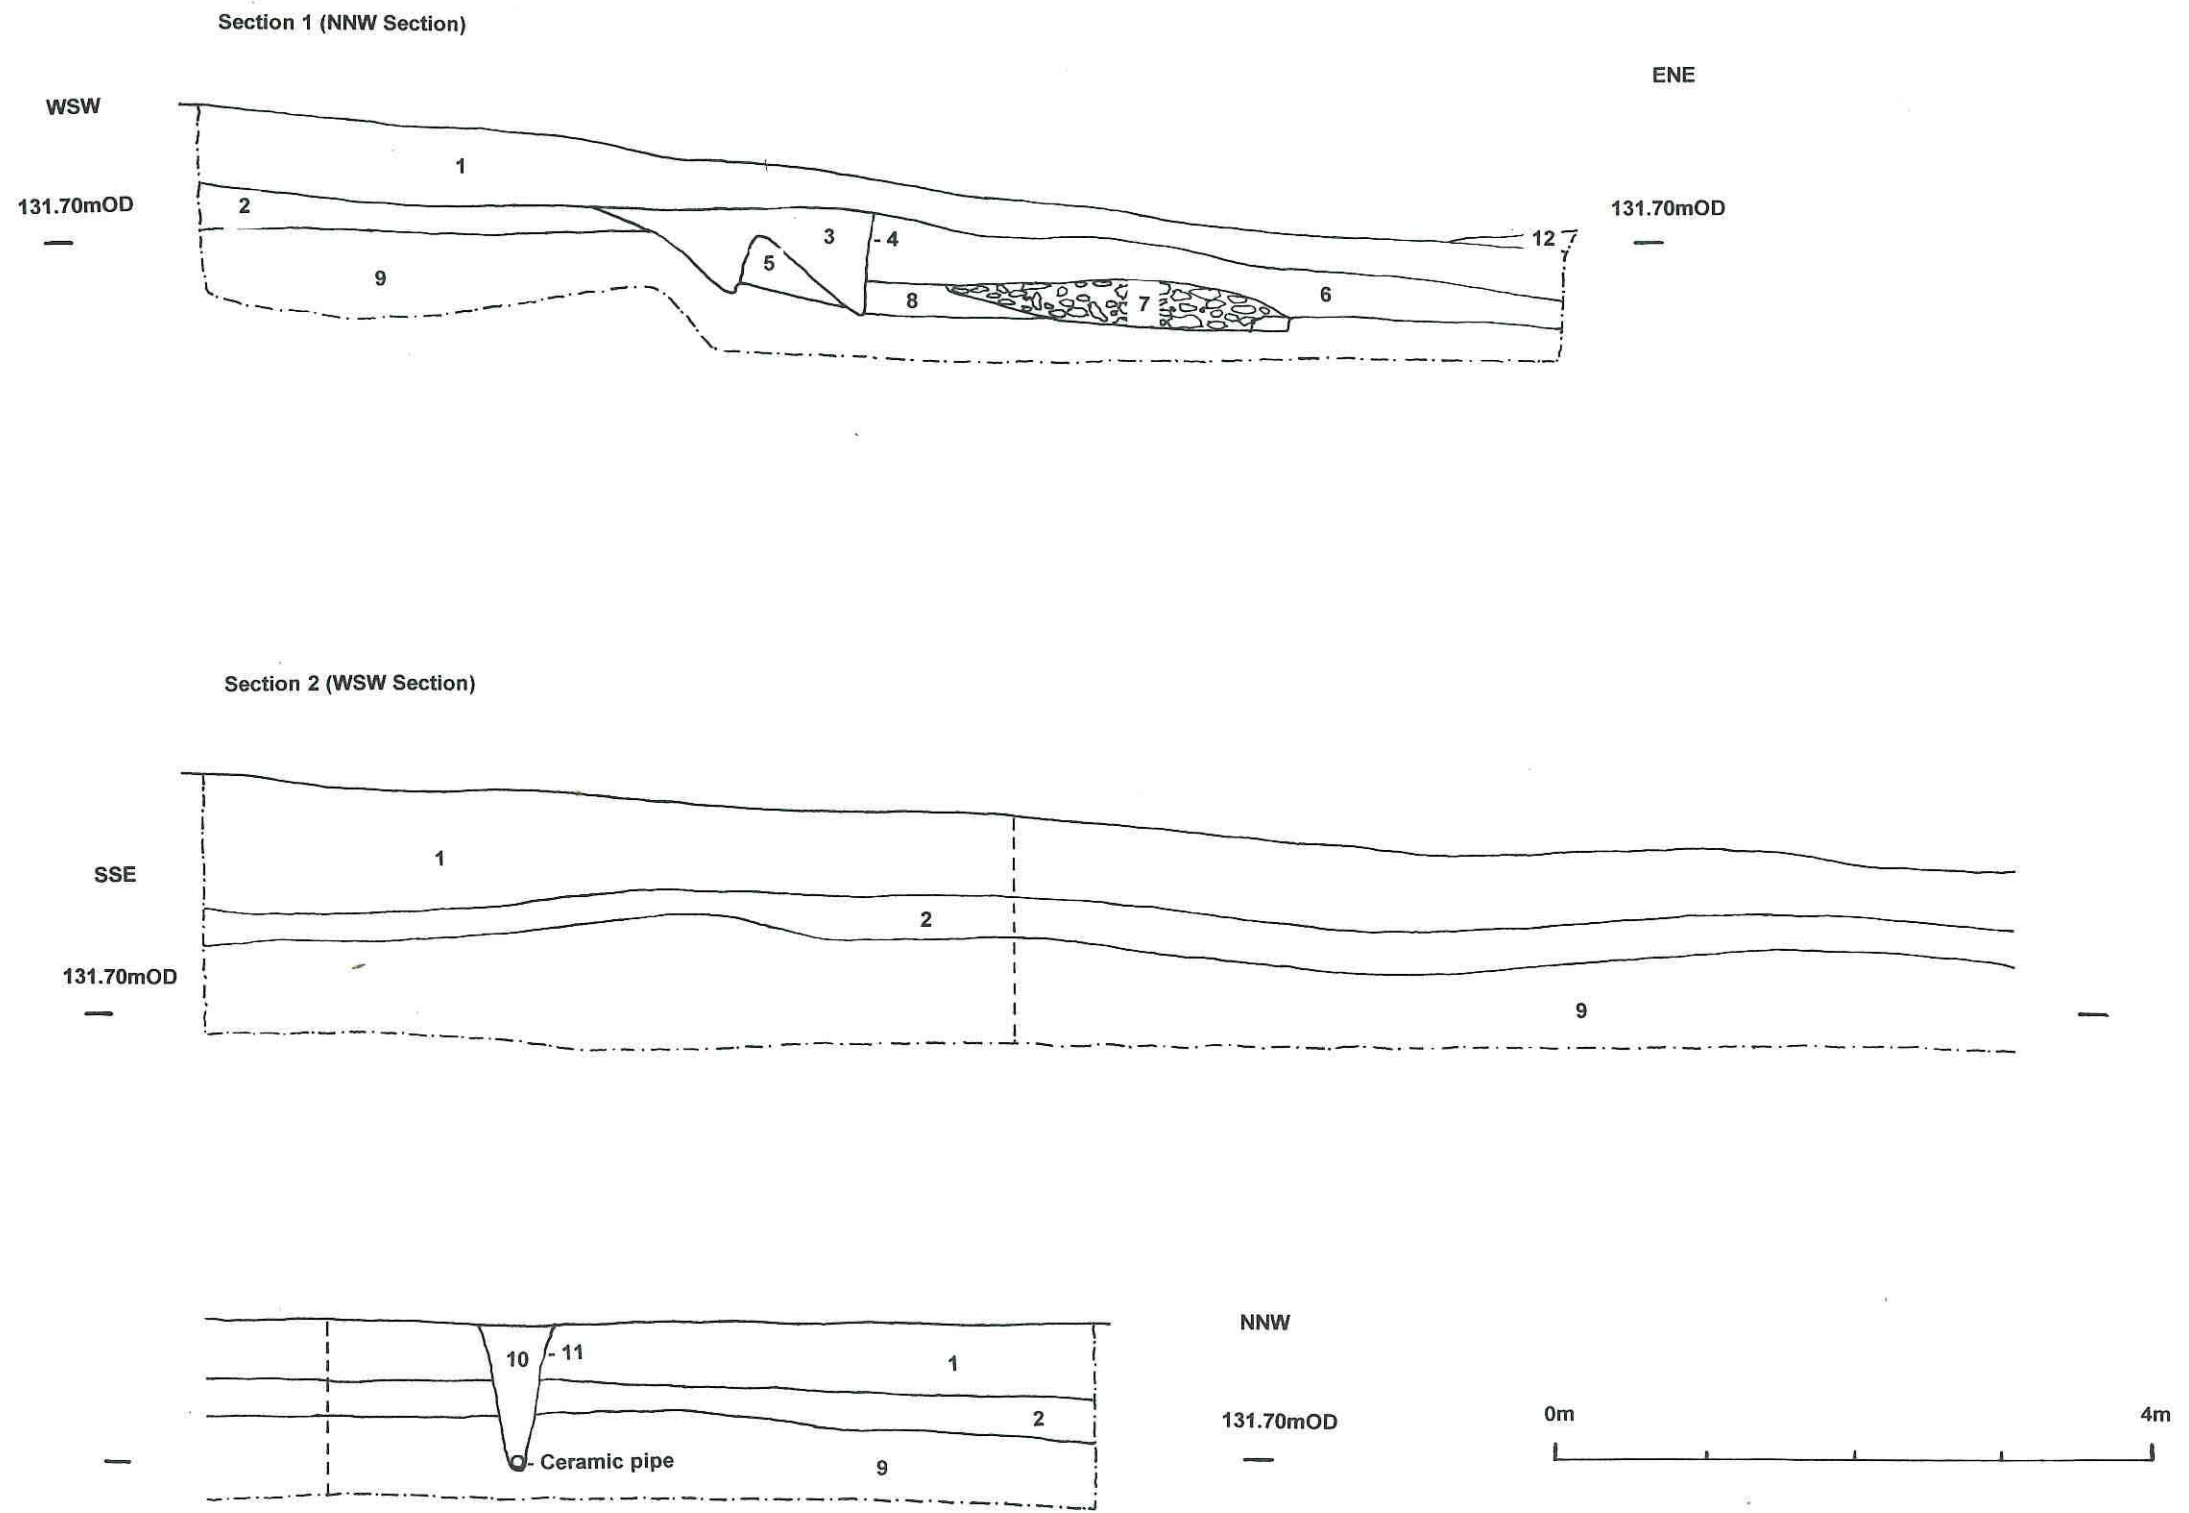 Section 1 (NNW Section)
ENE
WSW
1
131.70mOD
2
131.70mOD
3
4
12
5
9
6
8
7
Section 2 (WSW Section)
1
SSE
2
131.70mOD
9
NNW
10
11
1
0m
4m
2
131.70mOD
Ceramic pipe
9